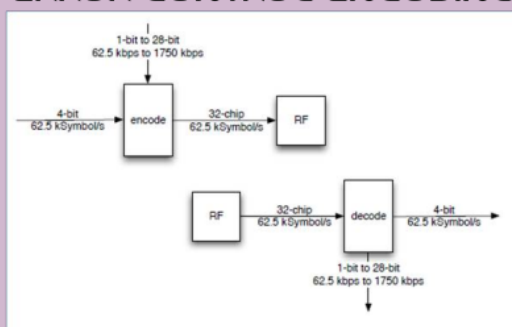 1-bit to 28-bit
62.5 kbps to 1750 kbps
4-bit
62.5 kSymbol/s
encode
32-chip
62.5 kSymbol/s
RF
RF
32-chip
62.5 kSymbol/s
decode
4-bit
62.5 kSymbol/s
1-bit to 28-bit
62.5 kbps to 1750 kbps